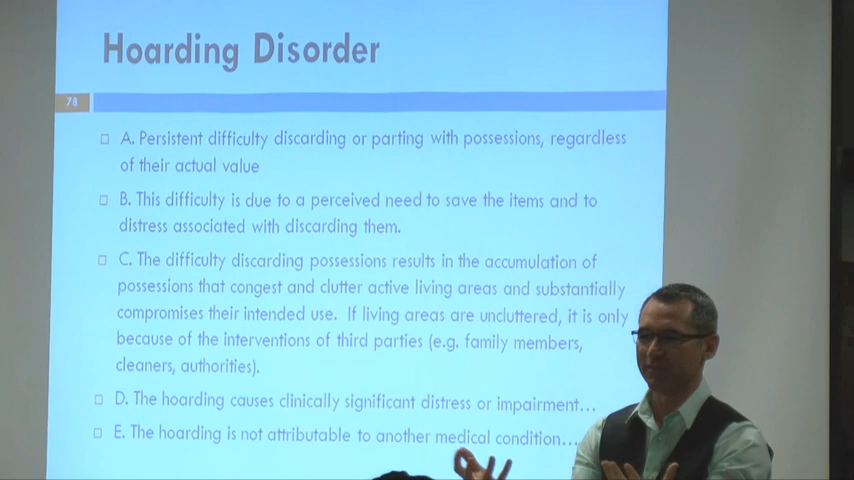 Hoarding Disorder
78
A. Persistent difficulty discarding or parting with possessions, regardless
of their actual value
B. This difficulty is due to a perceived need to save the items and to
distress associated with discarding them.
C. The difficulty discarding possessions results in the accumulation of
possessions that congest and clutter active living areas and substantially
compromises their intended use.  If living areas are uncluttered, it is only
because of the interventions of third parties (e.g. family members,
cleaners, authorities).
D. The hoarding causes clinically significant distress or impairment...
E. The hoarding is not attributable to another medical condition...